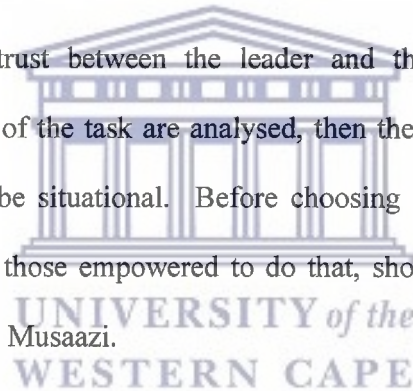 trust between the leader and th
of the task are analysed, then the
be situational. Before choosing
those empowered to do that, sho
UNIVERSITY of the
Musaazi.
WESTERN CAPE